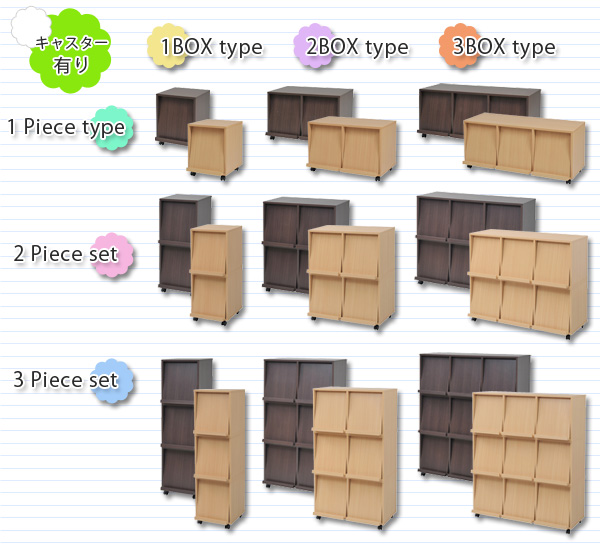 キャスター
有り
1BOX type
2BOX type
3BOX type
1 Piece type
2 Piece set
3 Piece set